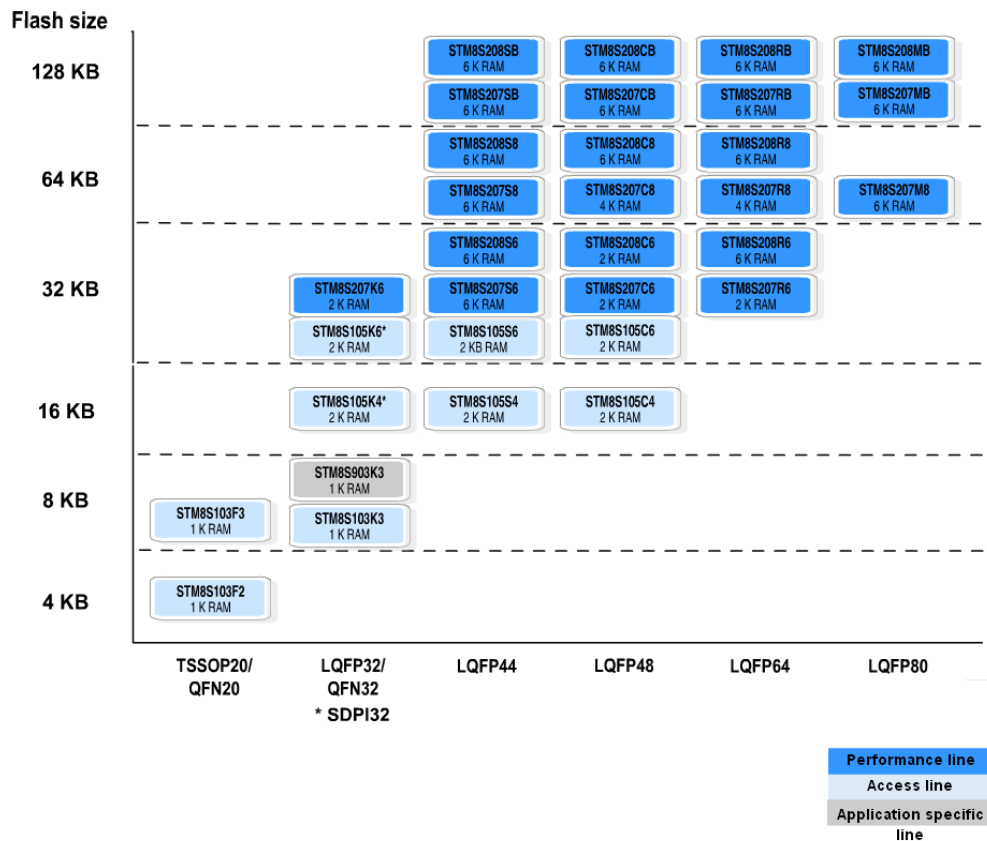 Flash size
128 KB
STM8S208SB
6 K RAM
STM8S208CB
6 K RAM
STM8S208RB
6 K RAM
STM8S208MB
6 K RAM
STM8S207SB
6 K RAM
STM8S207CB
6 K RAM
STM8S207RB
6 K RAM
STM8S207MB
6 K RAM
64 KB
STM8S208S8
6 K RAM
STM8S208C8
6 K RAM
STM8S208R8
6 K RAM
STM8S207S8
6 K RAM
STM8S207C8
4 K RAM
STM8S207R8
4 K RAM
STM8S207M8
6 K RAM
32 KB
STM8S208S6
6 K RAM
STM8S208C6
2 K RAM
STM8S208R6
6 K RAM
STM8S207K6
2 K RAM
STM8S207S6
6 K RAM
STM8S207C6
2 K RAM
STM8S207R6
2 K RAM
STM8S105K6*
2 K RAM
STM8S105S6
2 KB RAM
STM8S105C6
2 K RAM
16 KB
STM8S105K4*
2 K RAM
STM8S105S4
2 K RAM
STM8S105C4
2 K RAM
8 KB
STM8S903K3
1 K RAM
STM8S103F3
1 K RAM
STM8S103K3
1 K RAM
4 KB
STM8S103F2
1 K RAM
TSSOP20/
QFN20
LQFP32/
QFN32
* SDPI32
LQFP44
LQFP48
LQFP64
LQFP80
Performance line
Access line
Application specific
line